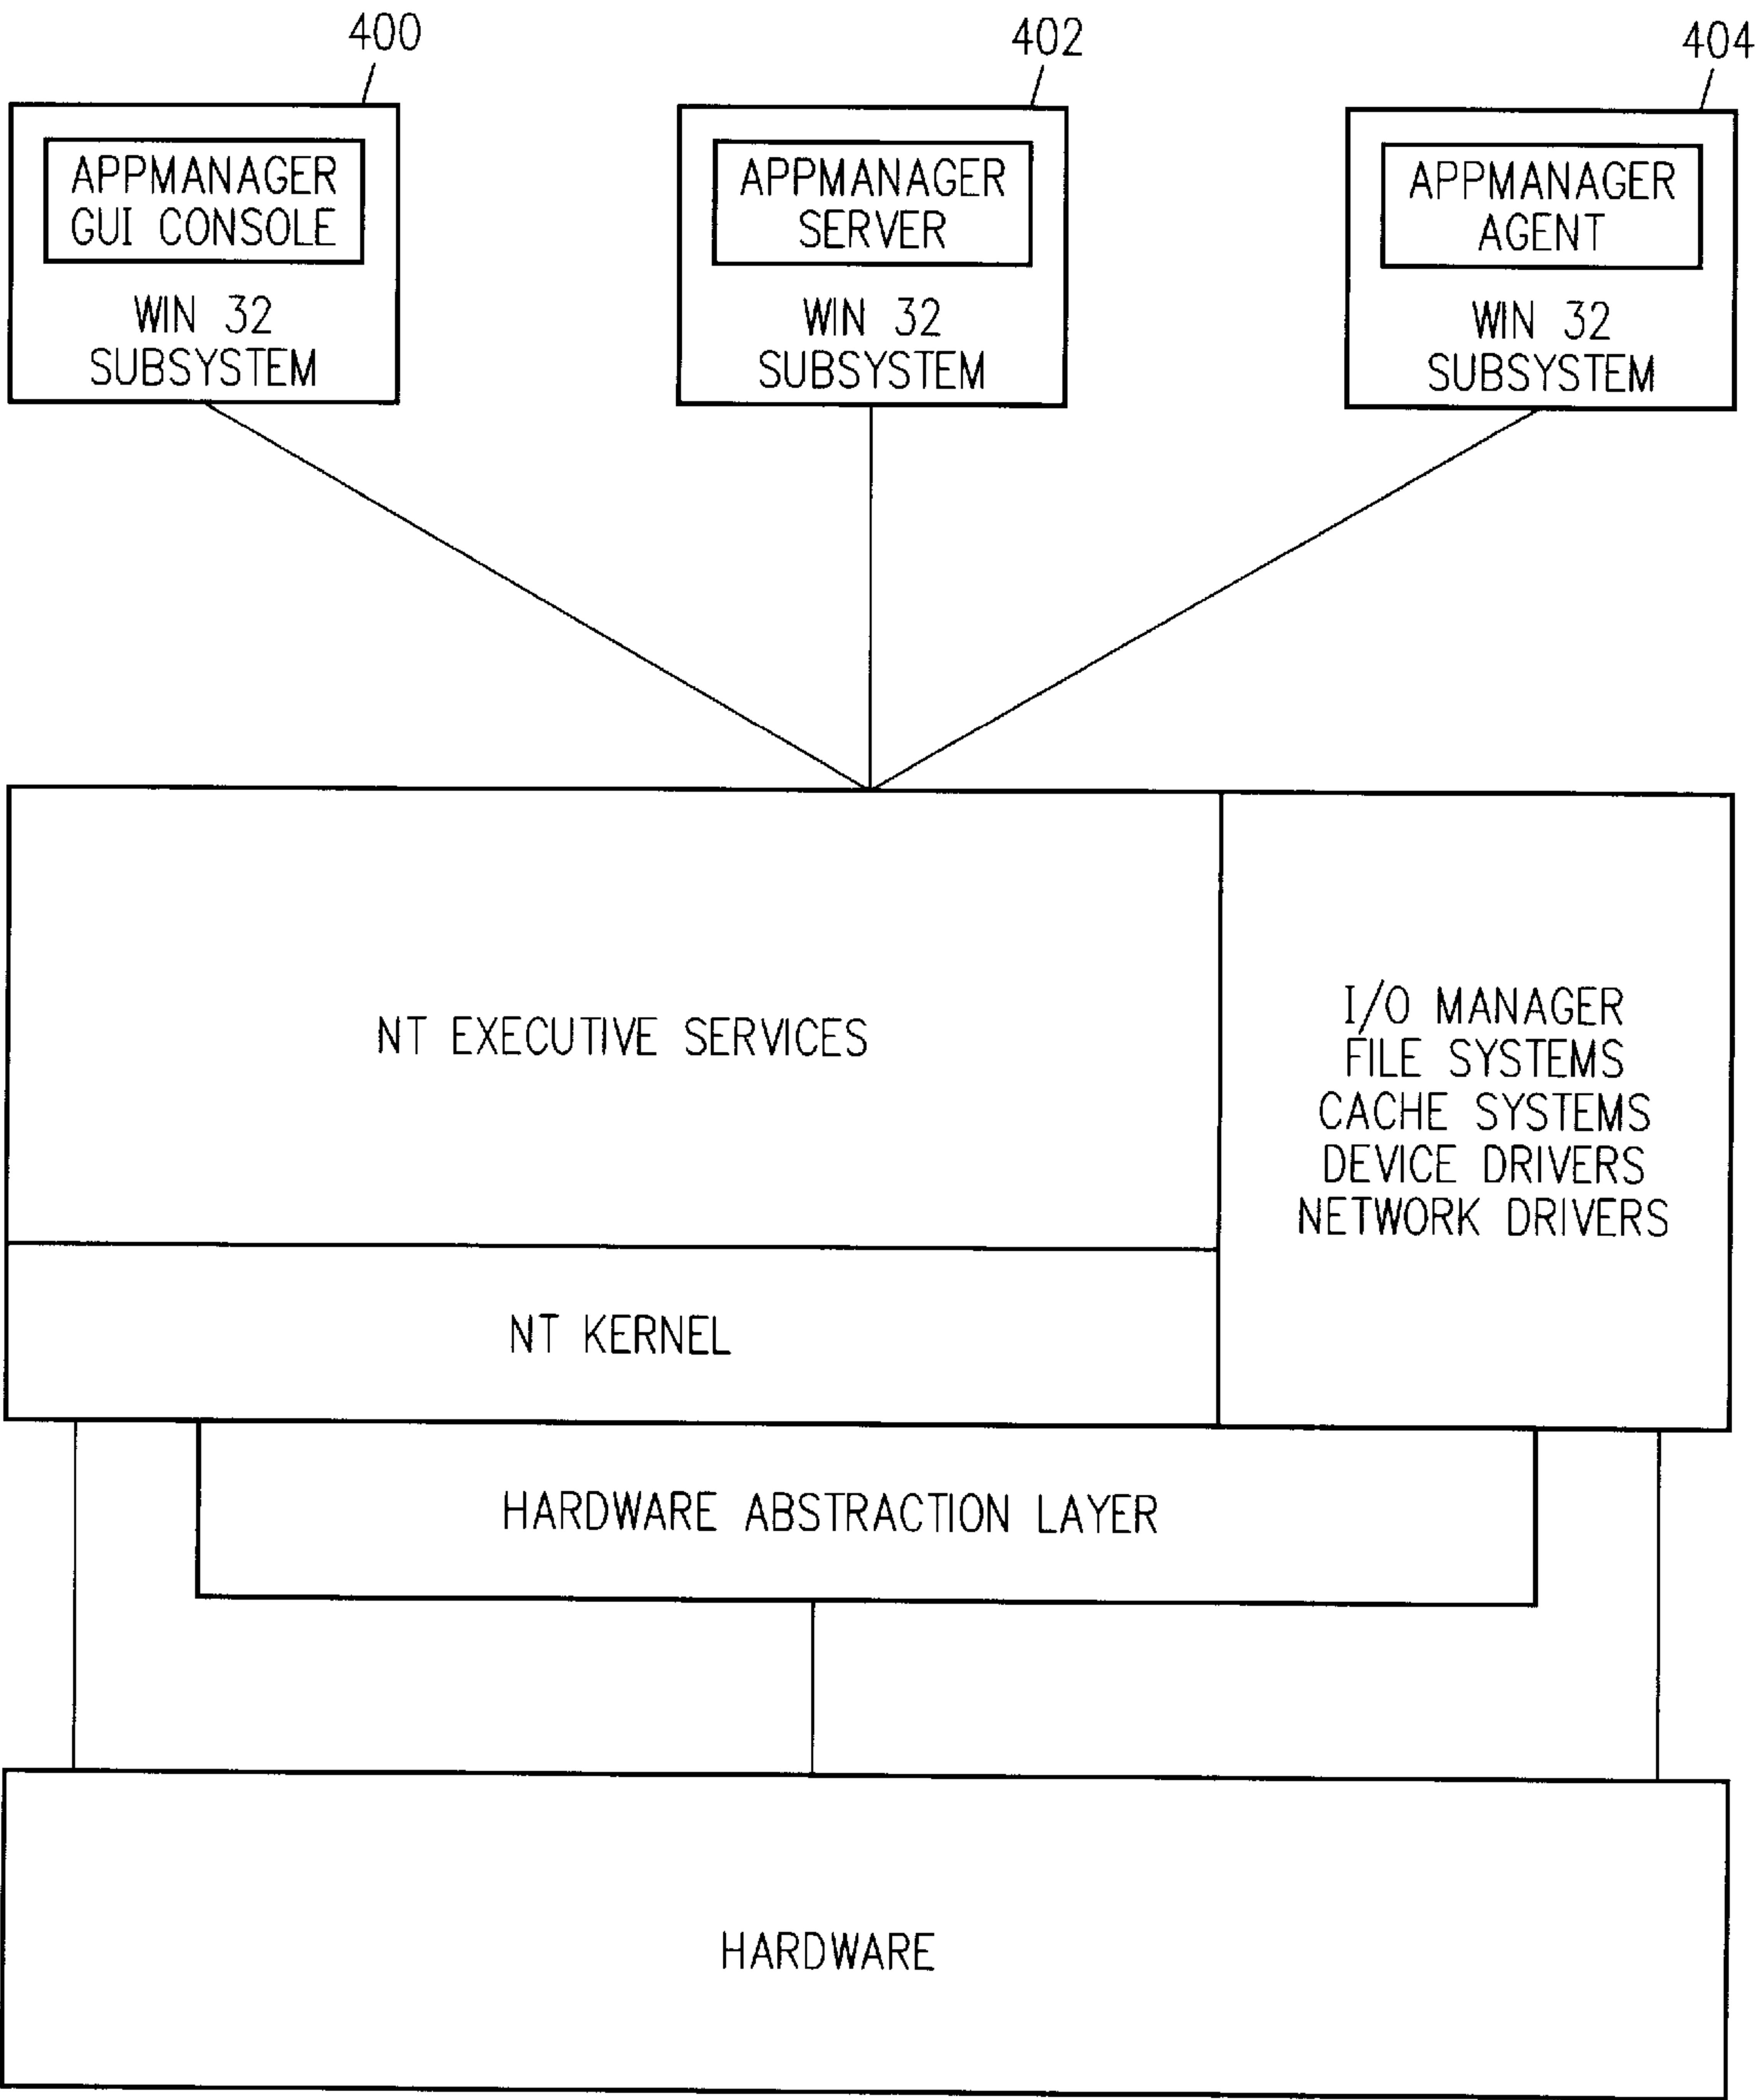 400
402
404
APPMANAGER
GUI CONSOLE
WIN 32
SUBSYSTEM
APPMANAGER
SERVER
WIN 32
SUBSYSTEM
APPMANAGER
AGENT
WIN 32
SUBSYSTEM
NT EXECUTIVE SERVICES
I/O MANAGER
FILE SYSTEMS
CACHE SYSTEMS
DEVICE DRIVERS
NETWORK DRIVERS
NT KERNEL
HARDWARE ABSTRACTION LAYER
HARDWARE